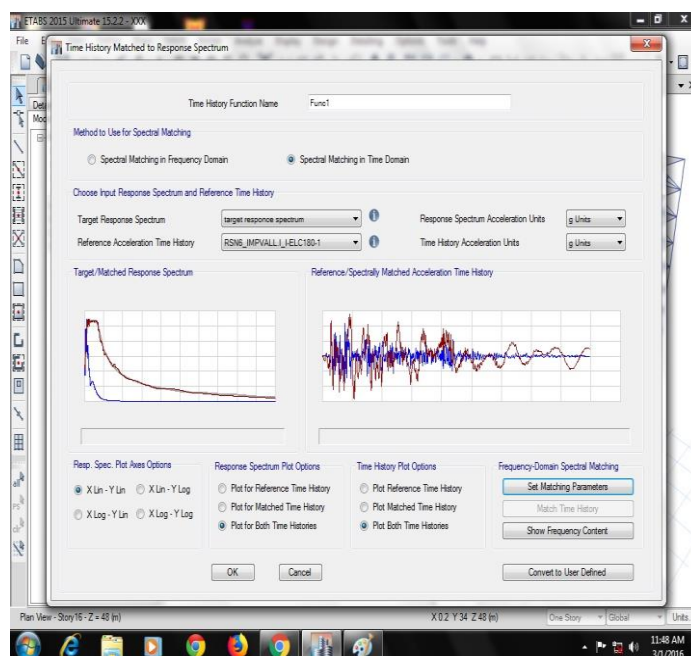 ETABS 2015 Ultimate 15.2.2 - XXX
File
Time History Matched to Response Spectrum
X
Time History Function Name Func1
Method to Use for Spectral Matching
Spectral Matching in Frequency Domain Spectral Matching in Time Domain
Choose Input Response Spectrum and Reference Time History
Target Response Spectrum target responce spectrum Response Spectrum Acceleration Units g Units
Reference Acceleration Time History RSN6_IMPVALL.I_I-ELC180-1 Time History Acceleration Units g Units
Target/Matched Response Spectrum Reference/Spectrally Matched Acceleration Time History
Resp. Spec. Plot Axes Options Response Spectrum Plot Options Time History Plot Options Frequency-Domain Spectral Matching
X Lin - Y Lin X Lin - Y Log Plot for Reference Time History Plot Reference Time History Set Matching Parameters
Plot for Matched Time History Plot Matched Time History Match Time History
X Log - Y Lin X Log - Y Log Plot for Both Time Histories Plot Both Time Histories Show Frequency Content
OK Cancel Convert to User Defined
Plan View - Story16 - Z = 48 (m) X 0.2 Y 34 Z 48 (m) One Story Global Units
11:48 AM
3/1/2016